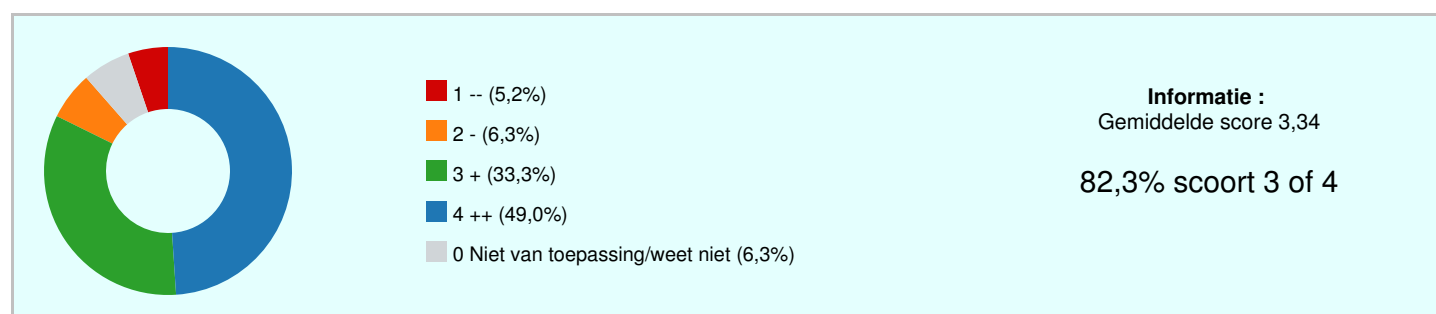 1 -- (5,2%)
2 - (6,3%)
3 + (33,3%)
4 ++ (49,0%)
0 Niet van toepassing/weet niet (6,3%)
Informatie :
Gemiddelde score 3,34
82,3% scoort 3 of 4